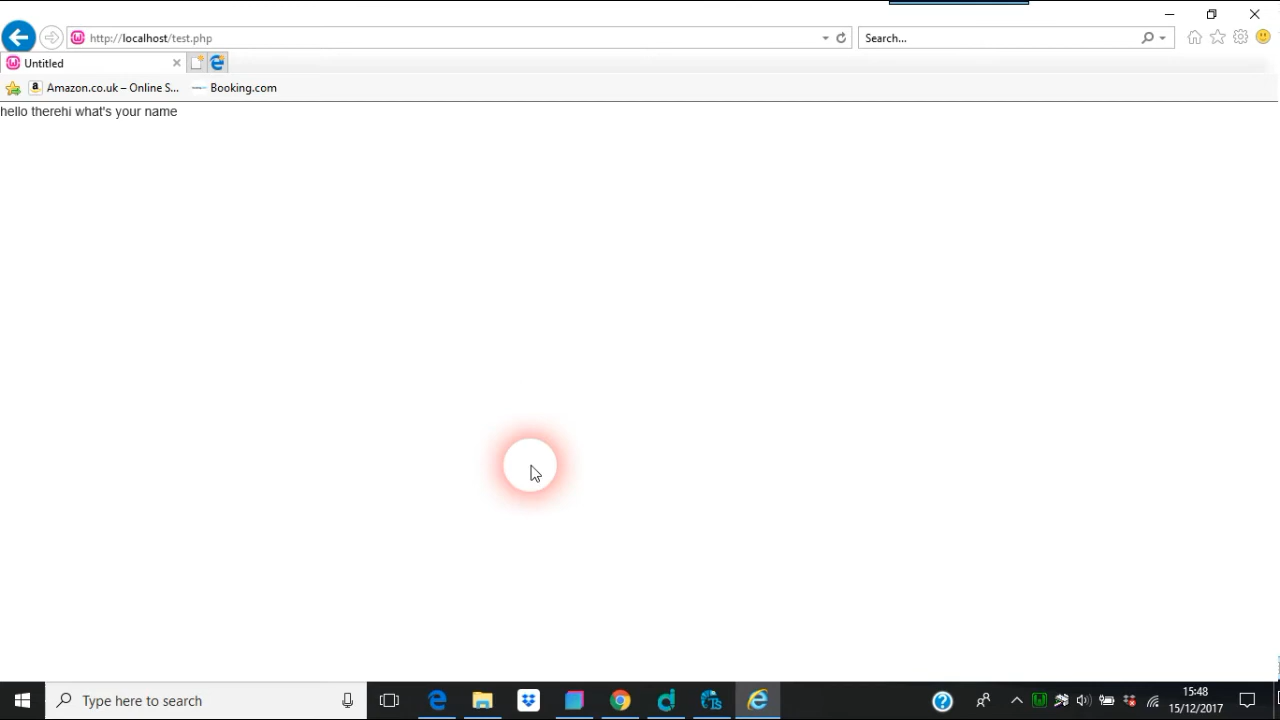 http://localhost/test.php
Search...
Untitled
Amazon.co.uk – Online S...
Booking.com
hello therehi what's your name
Type here to search
15:48
15/12/2017